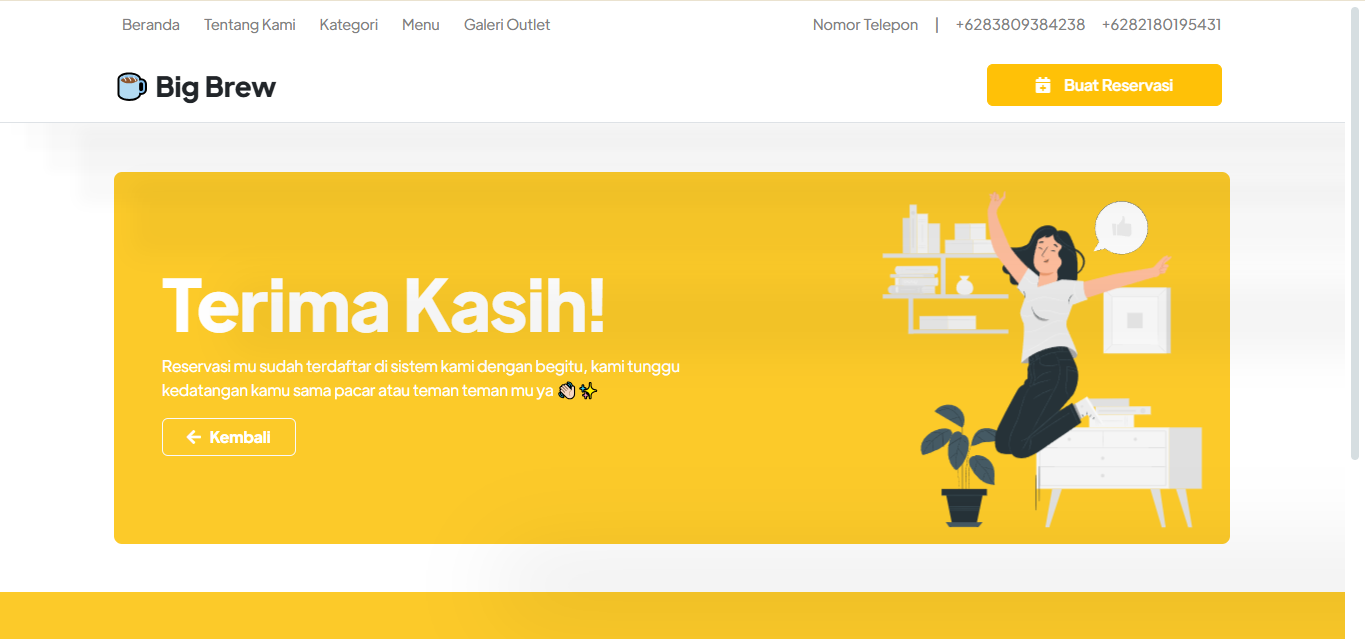 Beranda Tentang Kami Kategori Menu Galeri Outlet Nomor Telepon | +6283809384238 +6282180195431
Big Brew Buat Reservasi
Terima Kasih!
Reservasi mu sudah terdaftar di sistem kami dengan begitu, kami tunggu
kedatangan kamu sama pacar atau teman teman mu ya 👏🏻✨
Kembali